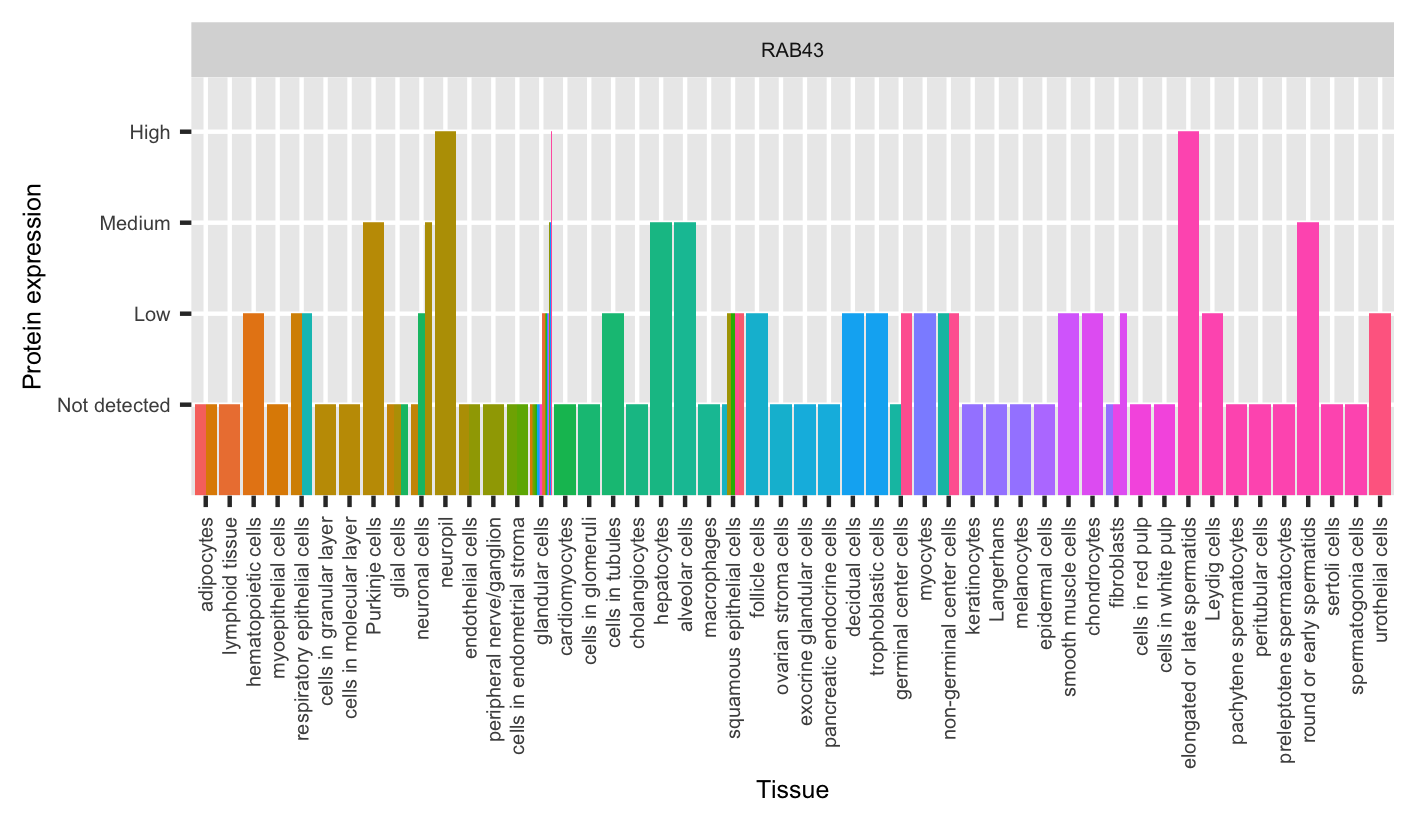 RAB43
High
Medium
Low
Not detected
Protein expression
adipocytes
lymphoid tissue
hematopoietic cells
myoepithelial cells
respiratory epithelial cells
cells in granular layer
cells in molecular layer
Purkinje cells
glial cells
neuronal cells
neuropil
endothelial cells
peripheral nerve/ganglion
cells in endometrial stroma
glandular cells
cardiomyocytes
cells in glomeruli
cells in tubules
cholangiocytes
hepatocytes
alveolar cells
macrophages
squamous epithelial cells
follicle cells
ovarian stroma cells
exocrine glandular cells
pancreatic endocrine cells
decidual cells
trophoblastic cells
germinal center cells
myocytes
non-germinal center cells
keratinocytes
Langerhans
melanocytes
epidermal cells
smooth muscle cells
chondrocytes
fibroblasts
cells in red pulp
cells in white pulp
elongated or late spermatids
Leydig cells
pachytene spermatocytes
peritubular cells
preleptotene spermatocytes
round or early spermatids
sertoli cells
spermatogonia cells
urothelial cells
Tissue